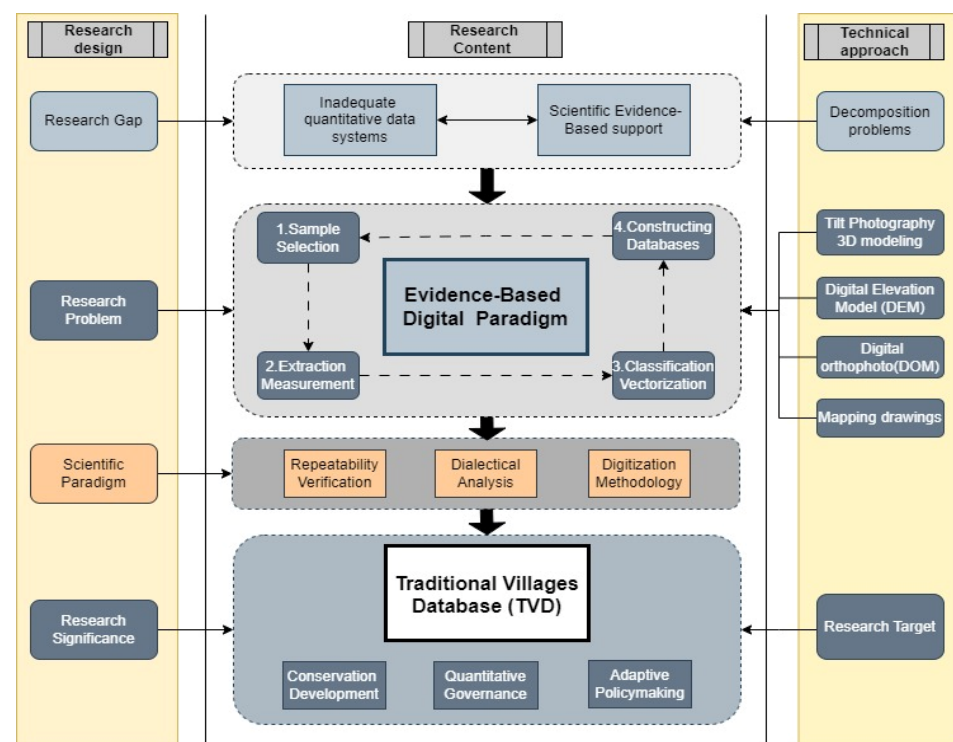 Research
design
Research
Content
Technical
approach
Research Gap
Inadequate
quantitative data
systems
Scientific Evidence-
Based support
Decomposition
problems
1.Sample
Selection
4.Constructing
Databases
Evidence-Based
Digital Paradigm
2.Extraction
Measurement
3.Classification
Vectorization
Research
Problem
Tilt Photography
3D modeling
Digital Elevation
Model (DEM)
Digital
orthophoto(DOM)
Mapping drawings
Scientific
Paradigm
Repeatability
Verification
Dialectical
Analysis
Digitization
Methodology
Traditional Villages
Database (TVD)
Research
Significance
Research Target
Conservation
Development
Quantitative
Governance
Adaptive
Policymaking